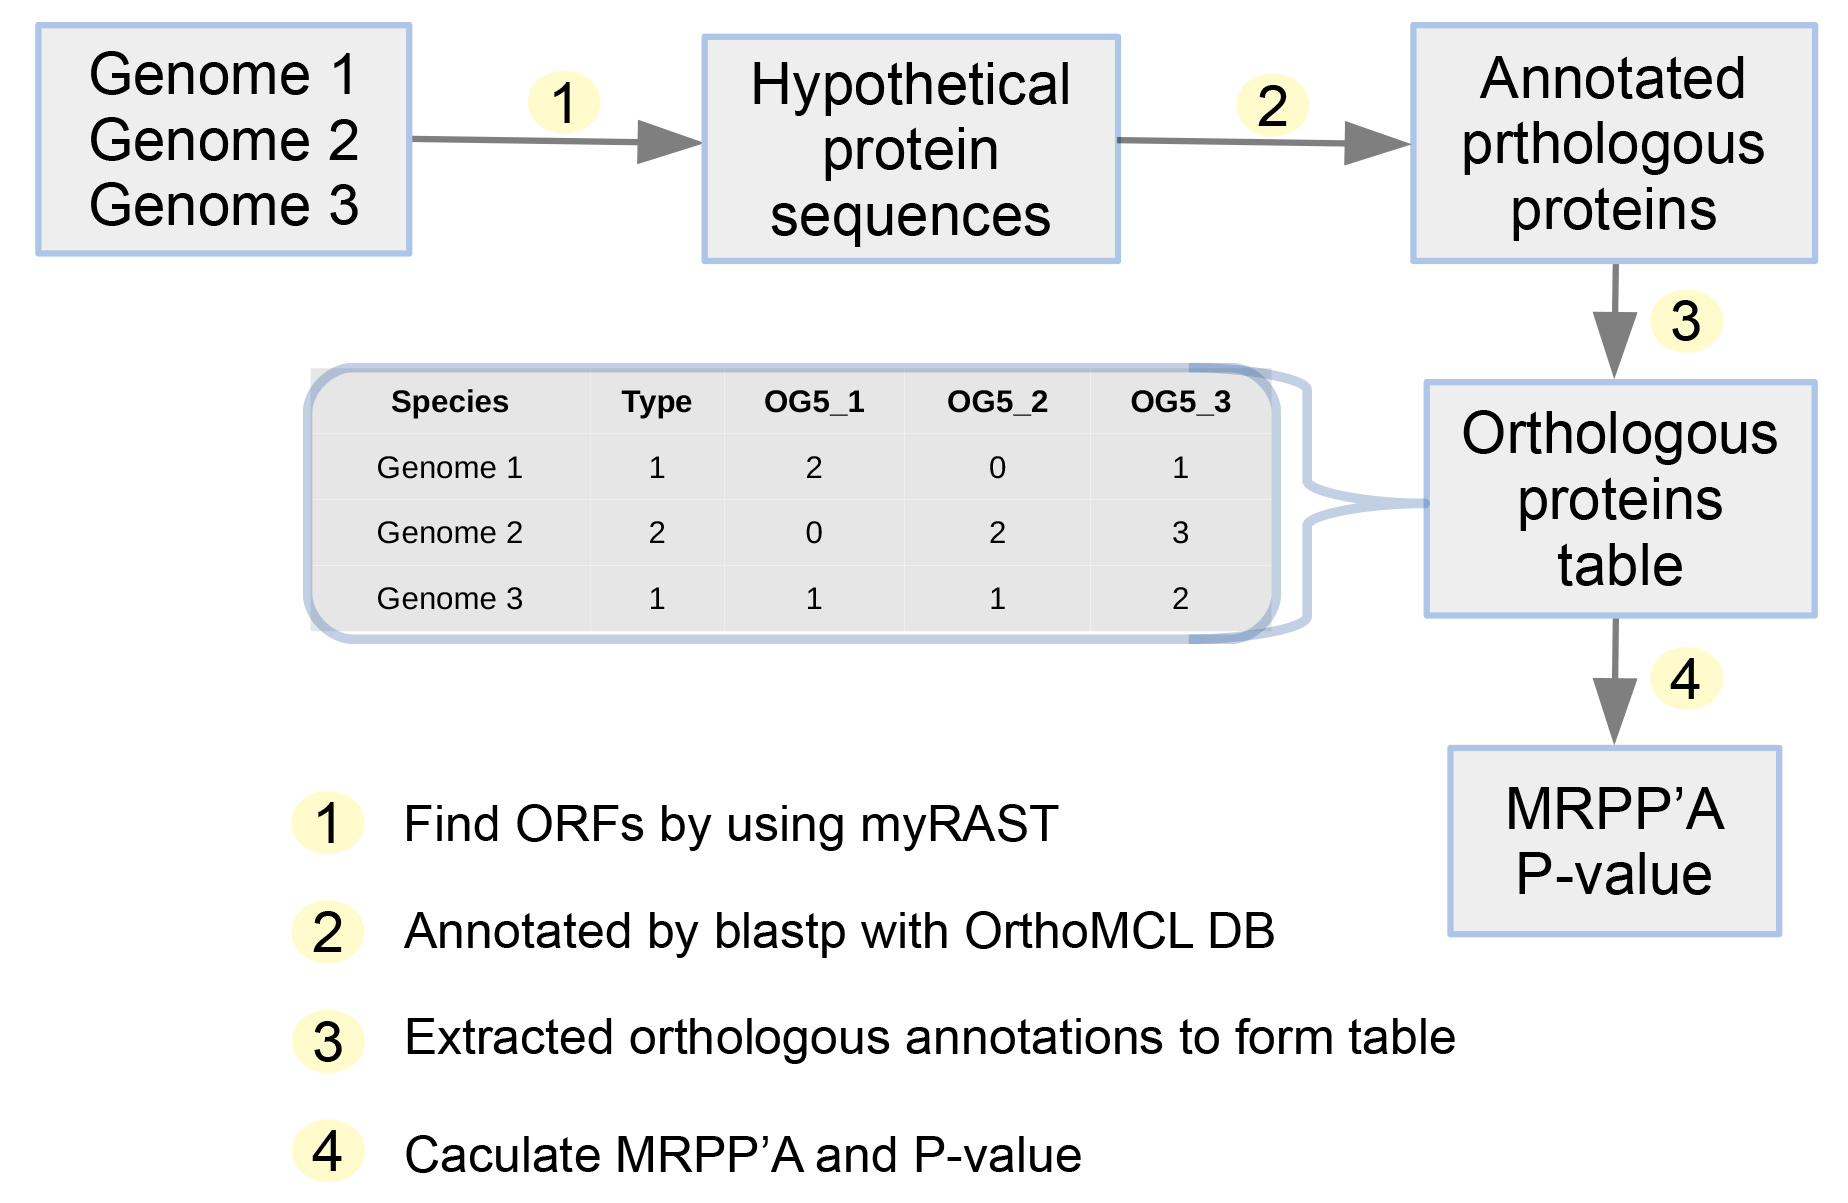 Genome 1
Genome 2
Genome 3
1
Hypothetical
protein
sequences
2
Annotated
prthologous
proteins
3
Species Type OG5_1 OG5_2 OG5_3
Genome 1 1 2 0 1
Genome 2 2 0 2 3
Genome 3 1 1 1 2
Orthologous
proteins
table
4
MRPP’A
P-value
1 Find ORFs by using myRAST
2 Annotated by blastp with OrthoMCL DB
3 Extracted orthologous annotations to form table
4 Caculate MRPP’A and P-value